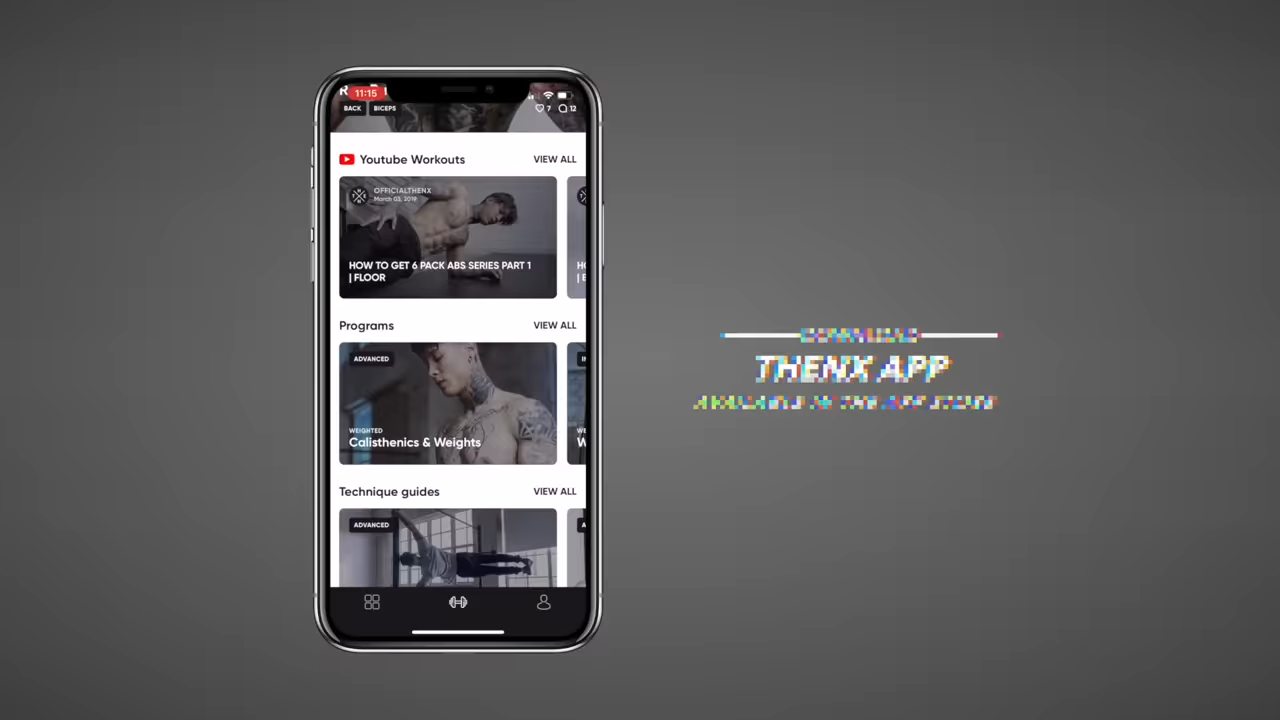 11:15
BACK BICEPS 7 12
Youtube Workouts VIEW ALL
OFFICIALTHENX
March 03, 2019
HOW TO GET 6 PACK ABS SERIES PART 1
| FLOOR
Programs VIEW ALL
ADVANCED
WEIGHTED
Calisthenics & Weights
Technique guides VIEW ALL
ADVANCED
DOWNLOAD
THENX APP